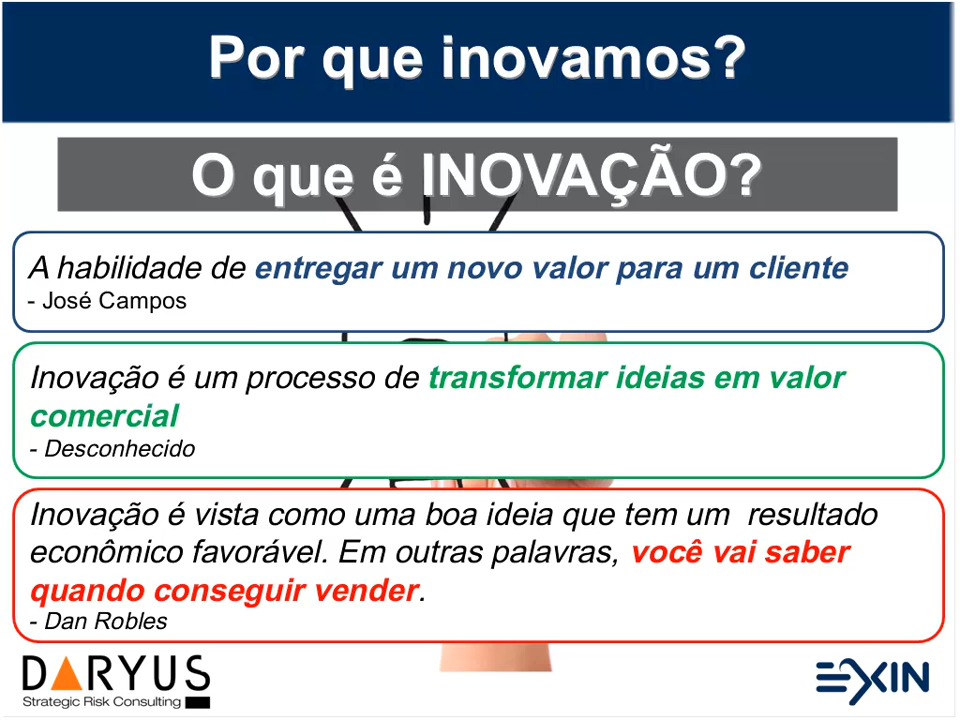 Por que inovamos?
O que é INOVAÇÃO?
A habilidade de entregar um novo valor para um cliente
- José Campos
Inovação é um processo de transformar ideias em valor
comercial
- Desconhecido
Inovação é vista como uma boa ideia que tem um resultado
econômico favorável. Em outras palavras, você vai saber
quando conseguir vender.
- Dan Robles
DARYUS
Strategic Risk Consulting
EXIN